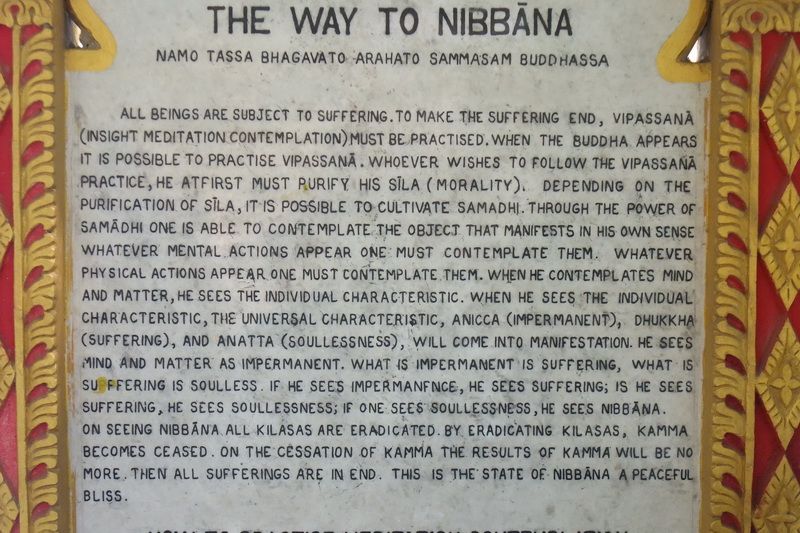 THE WAY TO NIBBĀNA
NAMO TASSA BHAGAVATO ARAHATO SAMMASAM BUDDHASSA
ALL BEINGS ARE SUBJECT TO SUFFERING. TO MAKE THE SUFFERING END, VIPASSANĀ
(INSIGHT MEDITATION CONTEMPLATION) MUST BE PRACTISED. WHEN THE BUDDHA APPEARS
IT IS POSSIBLE TO PRACTISE VIPASSANĀ. WHOEVER WISHES TO FOLLOW THE VIPASSANĀ
PRACTICE, HE ATFIRST MUST PURIFY HIS SĪLA (MORALITY). DEPENDING ON THE
PURIFICATION OF SĪLA, IT IS POSSIBLE TO CULTIVATE SAMADHI. THROUGH THE POWER OF
SAMĀDHI ONE IS ABLE TO CONTEMPLATE THE OBJECT THAT MANIFESTS IN HIS OWN SENSE
WHATEVER MENTAL ACTIONS APPEAR ONE MUST CONTEMPLATE THEM. WHATEVER
PHYSICAL ACTIONS APPEAR ONE MUST CONTEMPLATE THEM. WHEN HE CONTEMPLATES MIND
AND MATTER, HE SEES THE INDIVIDUAL CHARACTERISTIC. WHEN HE SEES THE INDIVIDUAL
CHARACTERISTIC, THE UNIVERSAL CHARACTERISTIC, ANICCA (IMPERMANENT), DHUKKHA
(SUFFERING), AND ANATTA (SOULLESSNESS), WILL COME INTO MANIFESTATION. HE SEES
MIND AND MATTER AS IMPERMANENT. WHAT IS IMPERMANENT IS SUFFERING, WHAT IS
SUFFERING IS SOULLESS. IF HE SEES IMPERMANFNCE, HE SEES SUFFERING; IS HE SEES
SUFFERING, HE SEES SOULLESSNESS; IF ONE SEES SOULLESSNESS, HE SEES NIBBĀNA.
ON SEEING NIBBĀNA ALL KILASAS ARE ERADICATED. BY ERADICATING KILASAS, KAMMA
BECOMES CEASED. ON THE CESSATION OF KAMMA THE RESULTS OF KAMMA WILL BE NO
MORE. THEN ALL SUFFERINGS ARE IN END. THIS IS THE STATE OF NIBBĀNA A PEACEFUL
BLISS.